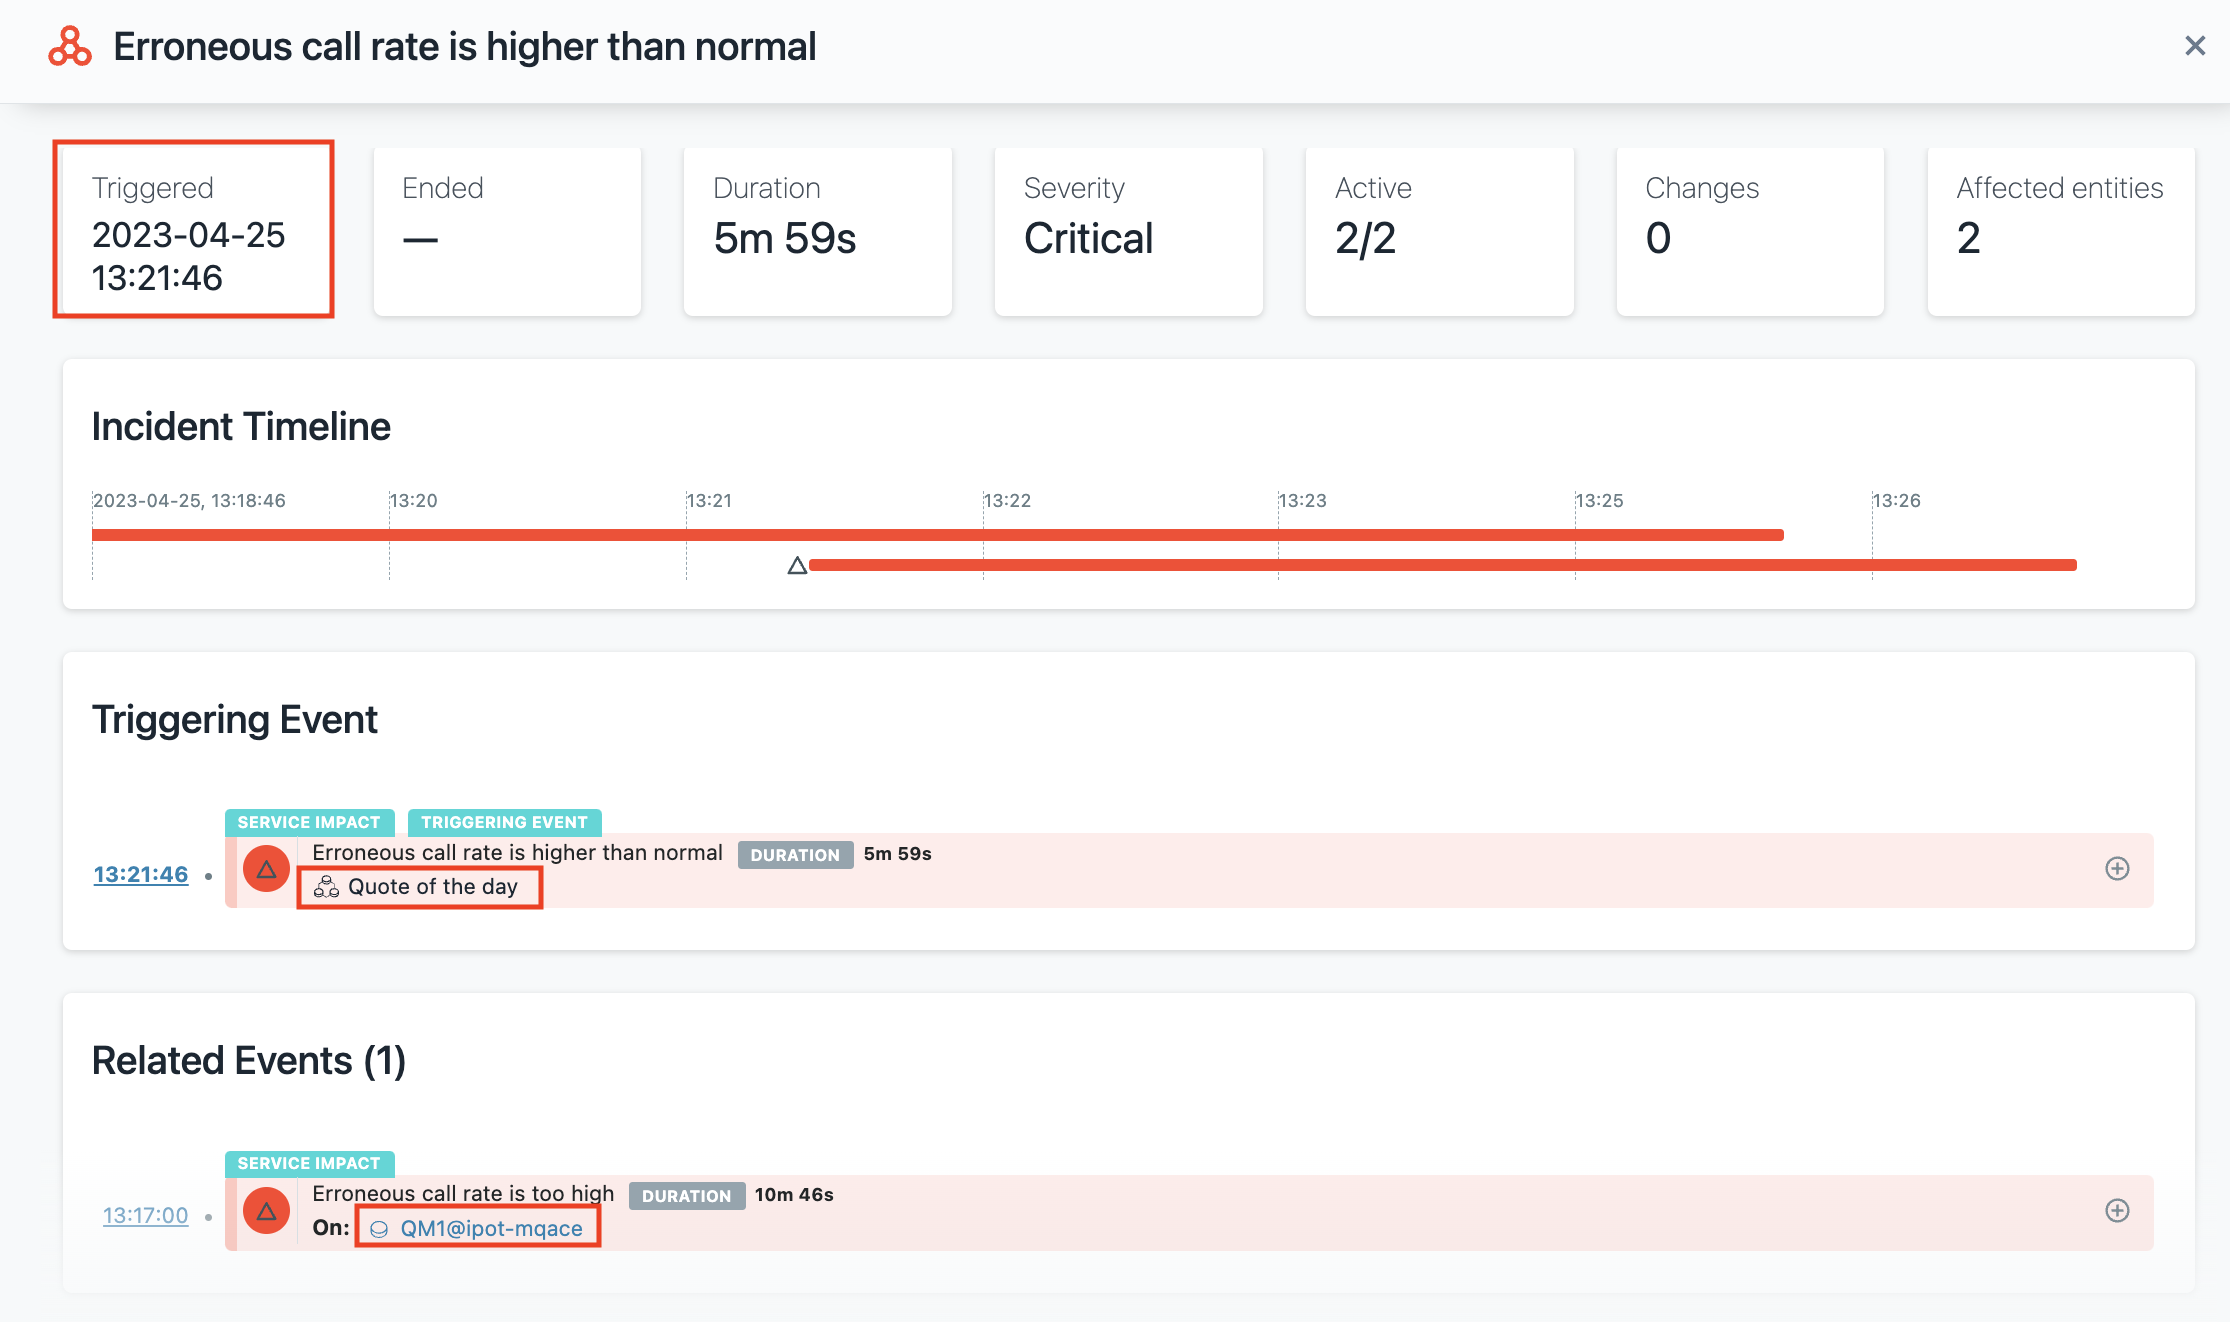 Erroneous call rate is higher than normal
Triggered
2023-04-25
13:21:46
Ended
—
Duration
5m 59s
Severity
Critical
Active
2/2
Changes
0
Affected entities
2
Incident Timeline
2023-04-25, 13:18:46 13:20 13:21 13:22 13:23 13:25 13:26
Triggering Event
SERVICE IMPACT TRIGGERING EVENT
13:21:46 • Erroneous call rate is higher than normal DURATION 5m 59s
Quote of the day
Related Events (1)
SERVICE IMPACT
13:17:00 • Erroneous call rate is too high DURATION 10m 46s
On: QM1@ipot-mqace